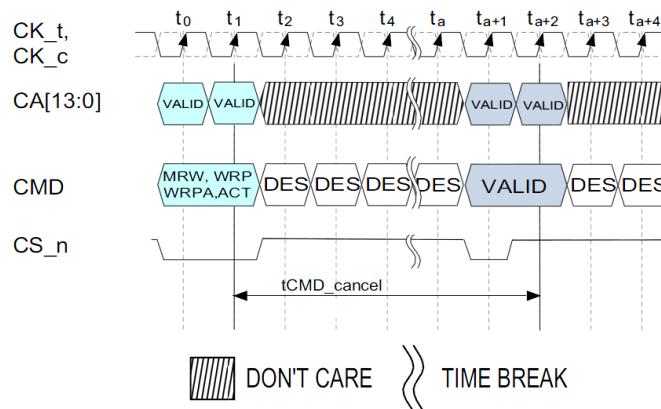 t0 t1 t2 t3 t4 ta ta+1 ta+2 ta+3 ta+4
CK_t,
CK_c
CA[13:0] VALID VALID VALID VALID
CMD MRW, WRP
WRPA,ACT DES DES DES DES VALID DES DES
CS_n
tCMD_cancel
DON'T CARE TIME BREAK